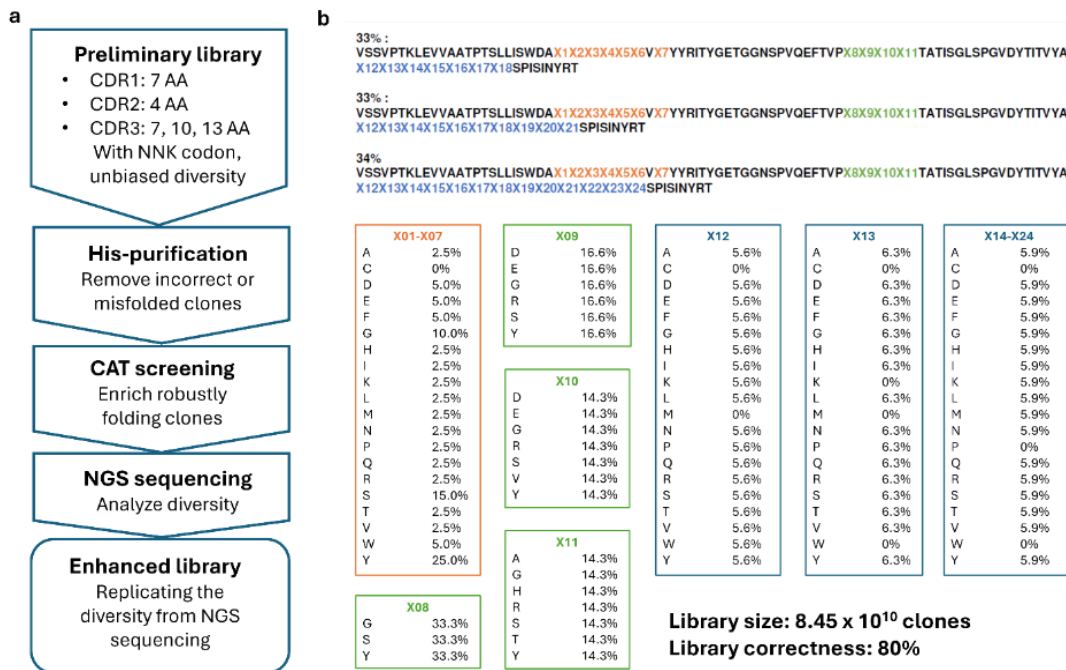 a
Preliminary library
• CDR1: 7 AA
• CDR2: 4 AA
• CDR3: 7, 10, 13 AA
With NNK codon,
unbiased diversity
His-purification
Remove incorrect or
misfolded clones
CAT screening
Enrich robustly
folding clones
NGS sequencing
Analyze diversity
Enhanced library
Replicating the
diversity from NGS
sequencing
b
33% :
VSSVPTKLEVVAATPTSLLISWDAX1X2X3X4X5X6VX7YYRITYGETGGNSPVQEFTVPX8X9X10X11TATISGLSPGVDYTITVYA
X12X13X14X15X16X17X18SPISINYRT
33% :
VSSVPTKLEVVAATPTSLLISWDAX1X2X3X4X5X6VX7YYRITYGETGGNSPVQEFTVPX8X9X10X11TATISGLSPGVDYTITVYA
X12X13X14X15X16X17X18X19X20X21SPISINYRT
34%
VSSVPTKLEVVAATPTSLLISWDAX1X2X3X4X5X6VX7YYRITYGETGGNSPVQEFTVPX8X9X10X11TATISGLSPGVDYTITVYA
X12X13X14X15X16X17X18X19X20X21X22X23X24SPISINYRT
X01-X07
A 2.5%
C 0%
D 5.0%
E 5.0%
F 5.0%
G 10.0%
H 2.5%
I 2.5%
K 2.5%
L 2.5%
M 2.5%
N 2.5%
P 2.5%
Q 2.5%
R 2.5%
S 15.0%
T 2.5%
V 2.5%
W 5.0%
Y 25.0%
X08
G 33.3%
S 33.3%
Y 33.3%
X09
D 16.6%
E 16.6%
G 16.6%
R 16.6%
S 16.6%
Y 16.6%
X10
D 14.3%
E 14.3%
G 14.3%
R 14.3%
S 14.3%
V 14.3%
Y 14.3%
X11
A 14.3%
G 14.3%
H 14.3%
R 14.3%
S 14.3%
T 14.3%
Y 14.3%
X12
A 5.6%
C 0%
D 5.6%
E 5.6%
F 5.6%
G 5.6%
H 5.6%
I 5.6%
K 5.6%
L 5.6%
M 0%
N 5.6%
P 5.6%
Q 5.6%
R 5.6%
S 5.6%
T 5.6%
V 5.6%
W 5.6%
Y 5.6%
X13
A 6.3%
C 0%
D 6.3%
E 6.3%
F 6.3%
G 6.3%
H 6.3%
I 6.3%
K 0%
L 6.3%
M 0%
N 6.3%
P 6.3%
Q 6.3%
R 6.3%
S 6.3%
T 6.3%
V 6.3%
W 0%
Y 6.3%
X14-X24
A 5.9%
C 0%
D 5.9%
E 5.9%
F 5.9%
G 5.9%
H 5.9%
I 5.9%
K 5.9%
L 5.9%
M 5.9%
N 5.9%
P 0%
Q 5.9%
R 5.9%
S 5.9%
T 5.9%
V 5.9%
W 0%
Y 5.9%
Library size: 8.45 x 10¹⁰ clones
Library correctness: 80%